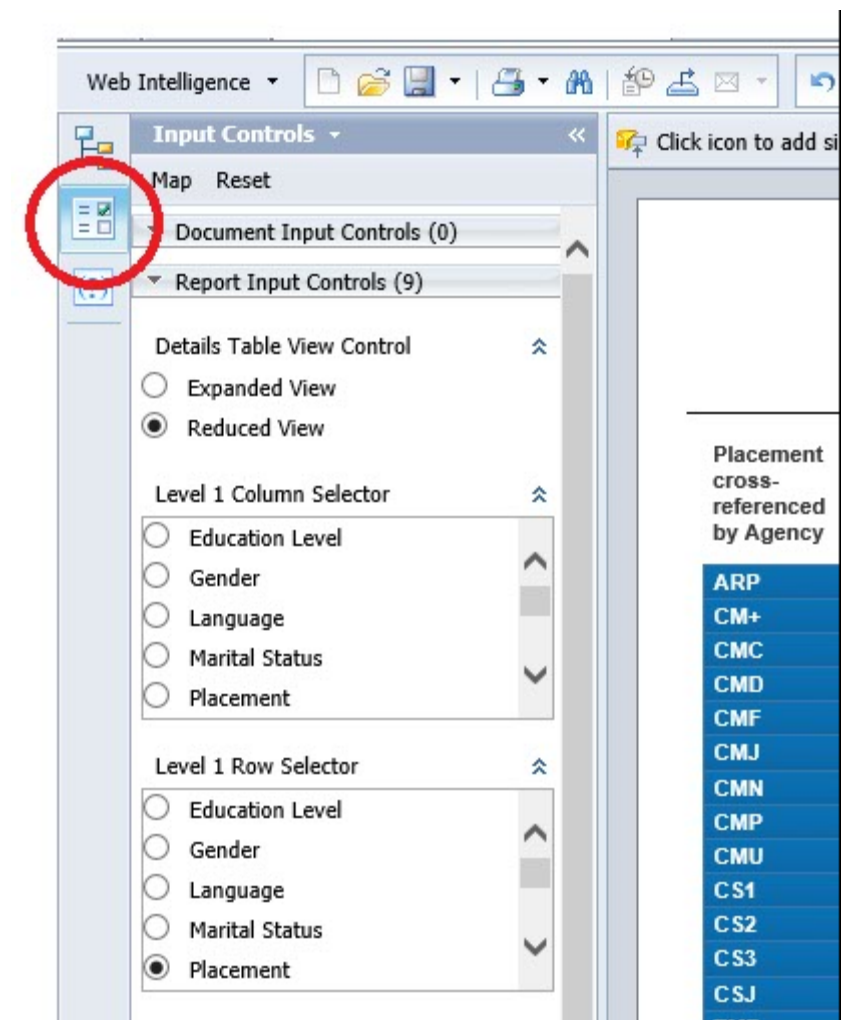 Web Intelligence
Input Controls
Map Reset
Document Input Controls (0)
Report Input Controls (9)
Details Table View Control
Expanded View
Reduced View
Level 1 Column Selector
Education Level
Gender
Language
Marital Status
Placement
Level 1 Row Selector
Education Level
Gender
Language
Marital Status
Placement
Click icon to add si
Placement
cross-
referenced
by Agency
ARP
CM+
CMC
CMD
CMF
CMJ
CMN
CMP
CMU
CS1
CS2
CS3
CSJ